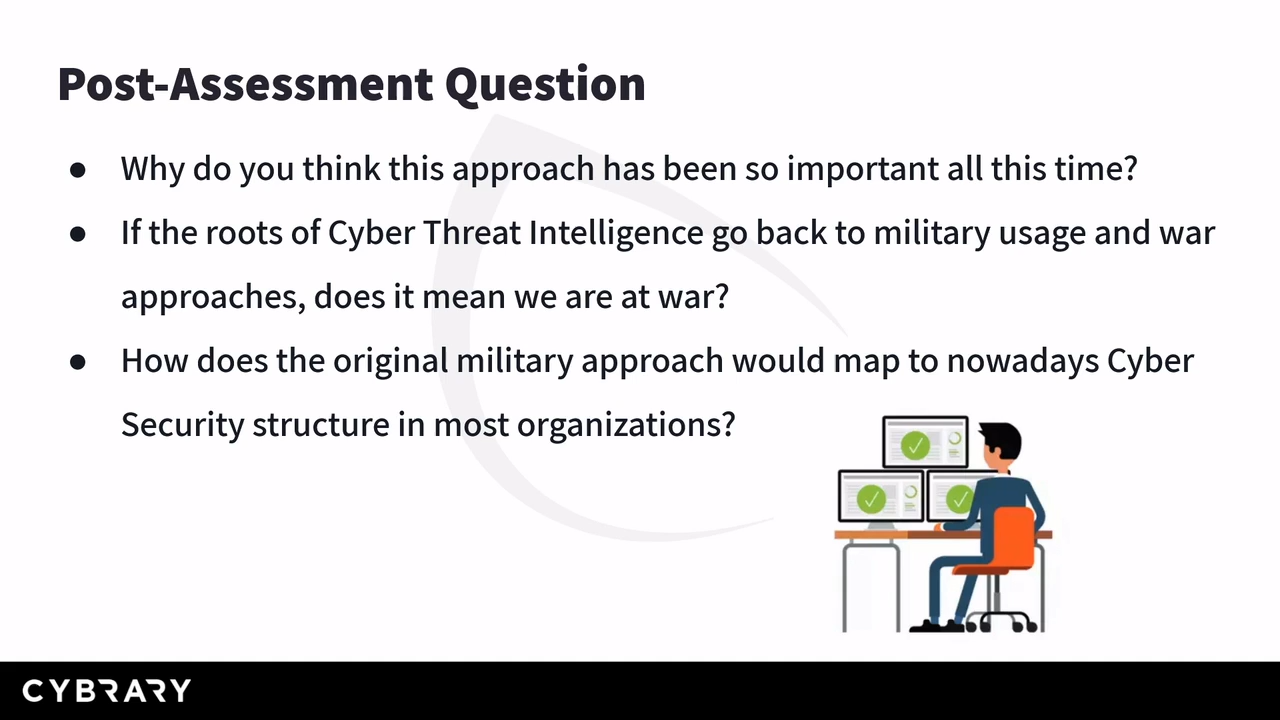 Post-Assessment Question
● Why do you think this approach has been so important all this time?
● If the roots of Cyber Threat Intelligence go back to military usage and war
approaches, does it mean we are at war?
● How does the original military approach would map to nowadays Cyber
Security structure in most organizations?
CYBRARY